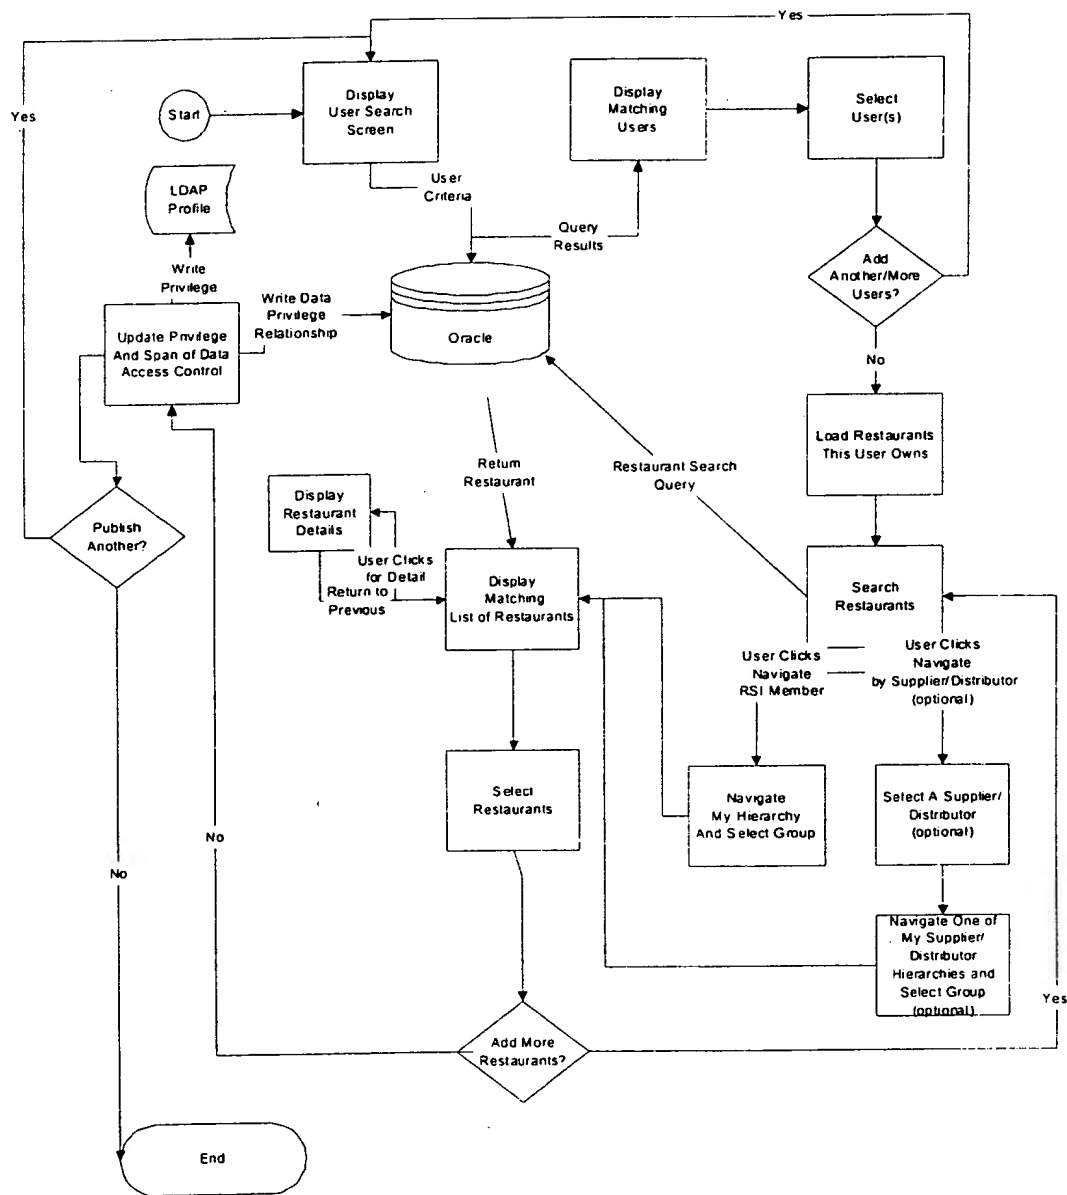 Yes
Yes
Start
Display
User Search
Screen
Display
Matching
Users
Select
User(s)
LDAP
Profile
User
Criteria
Query
Results
Add
Another/More
Users?
Write
Privilege
Update Privilege
And Span of Data
Access Control
Write Data
Privilege
Relationship
Oracle
No
Load Restaurants
This User Owns
Return
Restaurant
Restaurant Search
Query
Publish
Another?
Display
Restaurant
Details
User Clicks
for Detail
Return to
Previous
Display
Matching
List of Restaurants
Search
Restaurants
User Clicks
Navigate
RSI Member
User Clicks
Navigate
by Supplier/Distributor
(optional)
Select
Restaurants
Navigate
My Hierarchy
And Select Group
Select A Supplier/
Distributor
(optional)
No
No
Navigate One of
My Supplier/
Distributor
Hierarchies and
Select Group
(optional)
Yes
Add More
Restaurants?
End